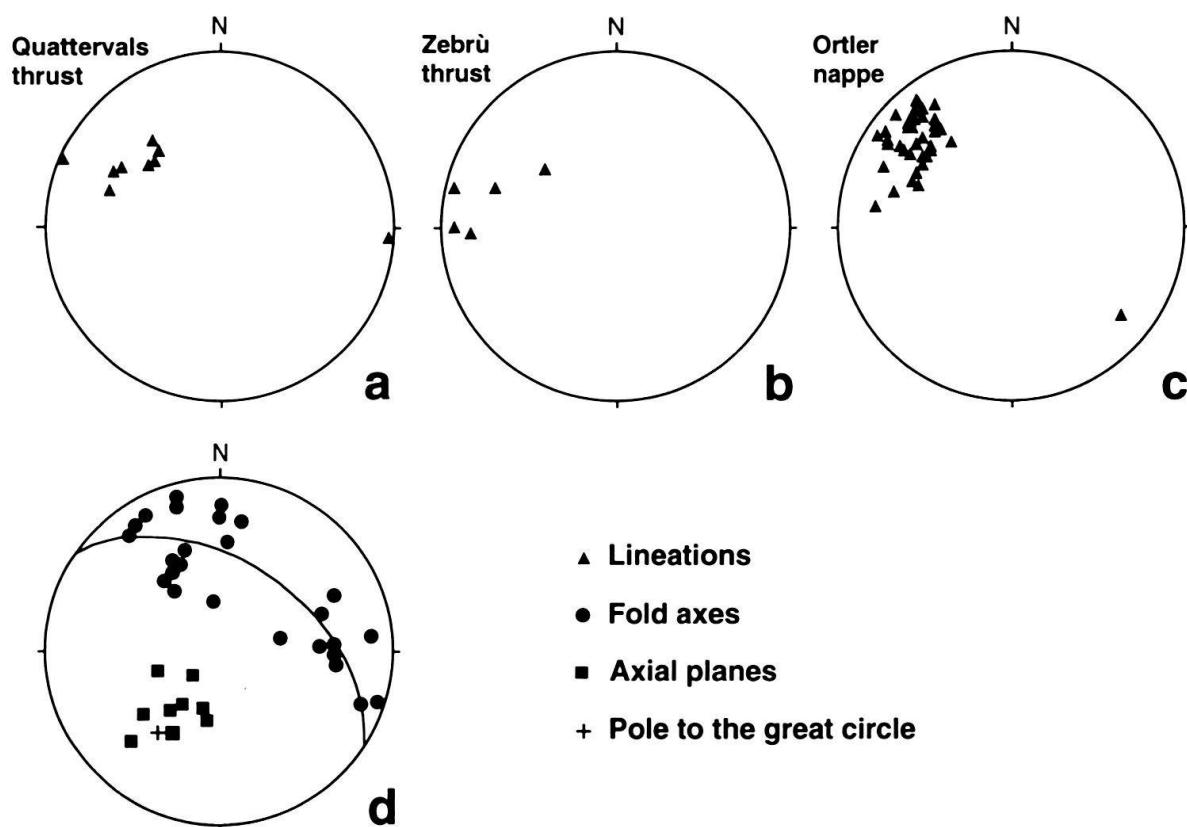 Quattervals
thrust
N
a
Zebrù
thrust
N
b
Ortler
nappe
N
c
N
d
Lineations
Fold axes
Axial planes
Pole to the great circle